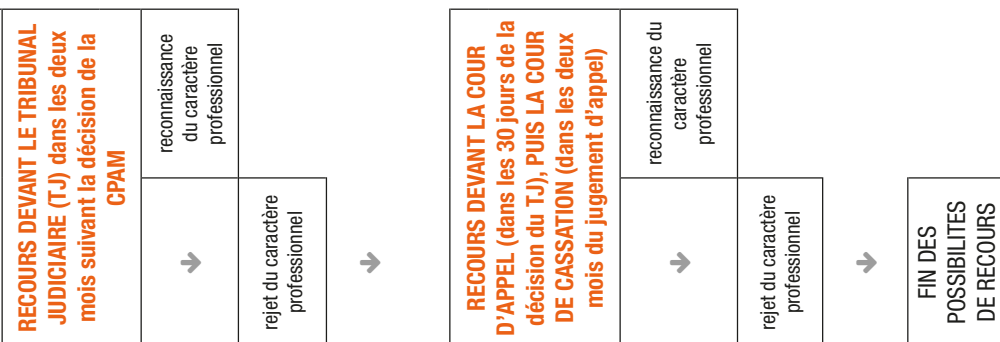 RECOURS DEVANT LE TRIBUNAL
JUDICIAIRE (TJ) dans les deux
mois suivant la décision de la
CPAM
reconnaissance
du caractère
professionnel
rejet du caractère
professionnel
RECOURS DEVANT LA COUR
D'APPEL (dans les 30 jours de la
décision du TJ), PUIS LA COUR
DE CASSATION (dans les deux
mois du jugement d'appel)
reconnaissance du
caractère
professionnel
rejet du caractère
professionnel
FIN DES
POSSIBILITES
DE RECOURS